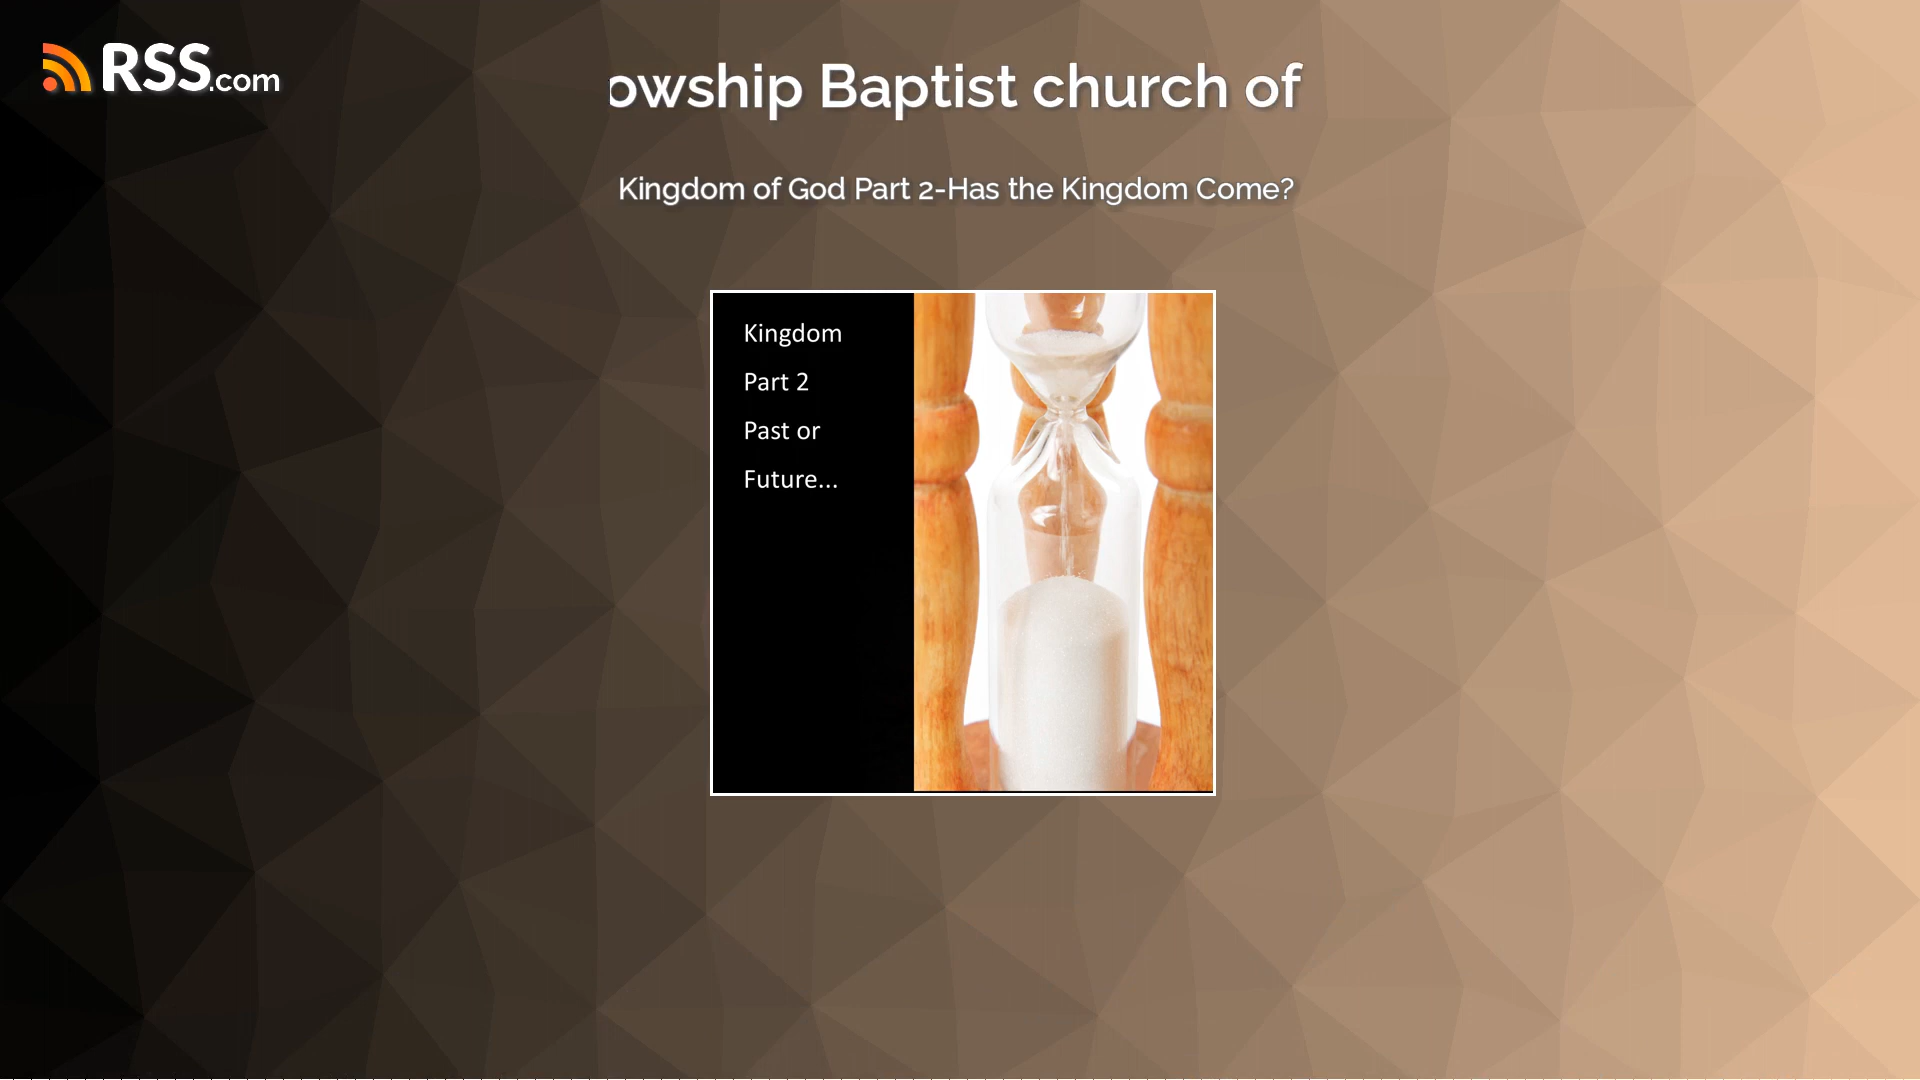 RSS.com
owship Baptist church of
Kingdom of God Part 2-Has the Kingdom Come?
Kingdom
Part 2
Past or
Future...